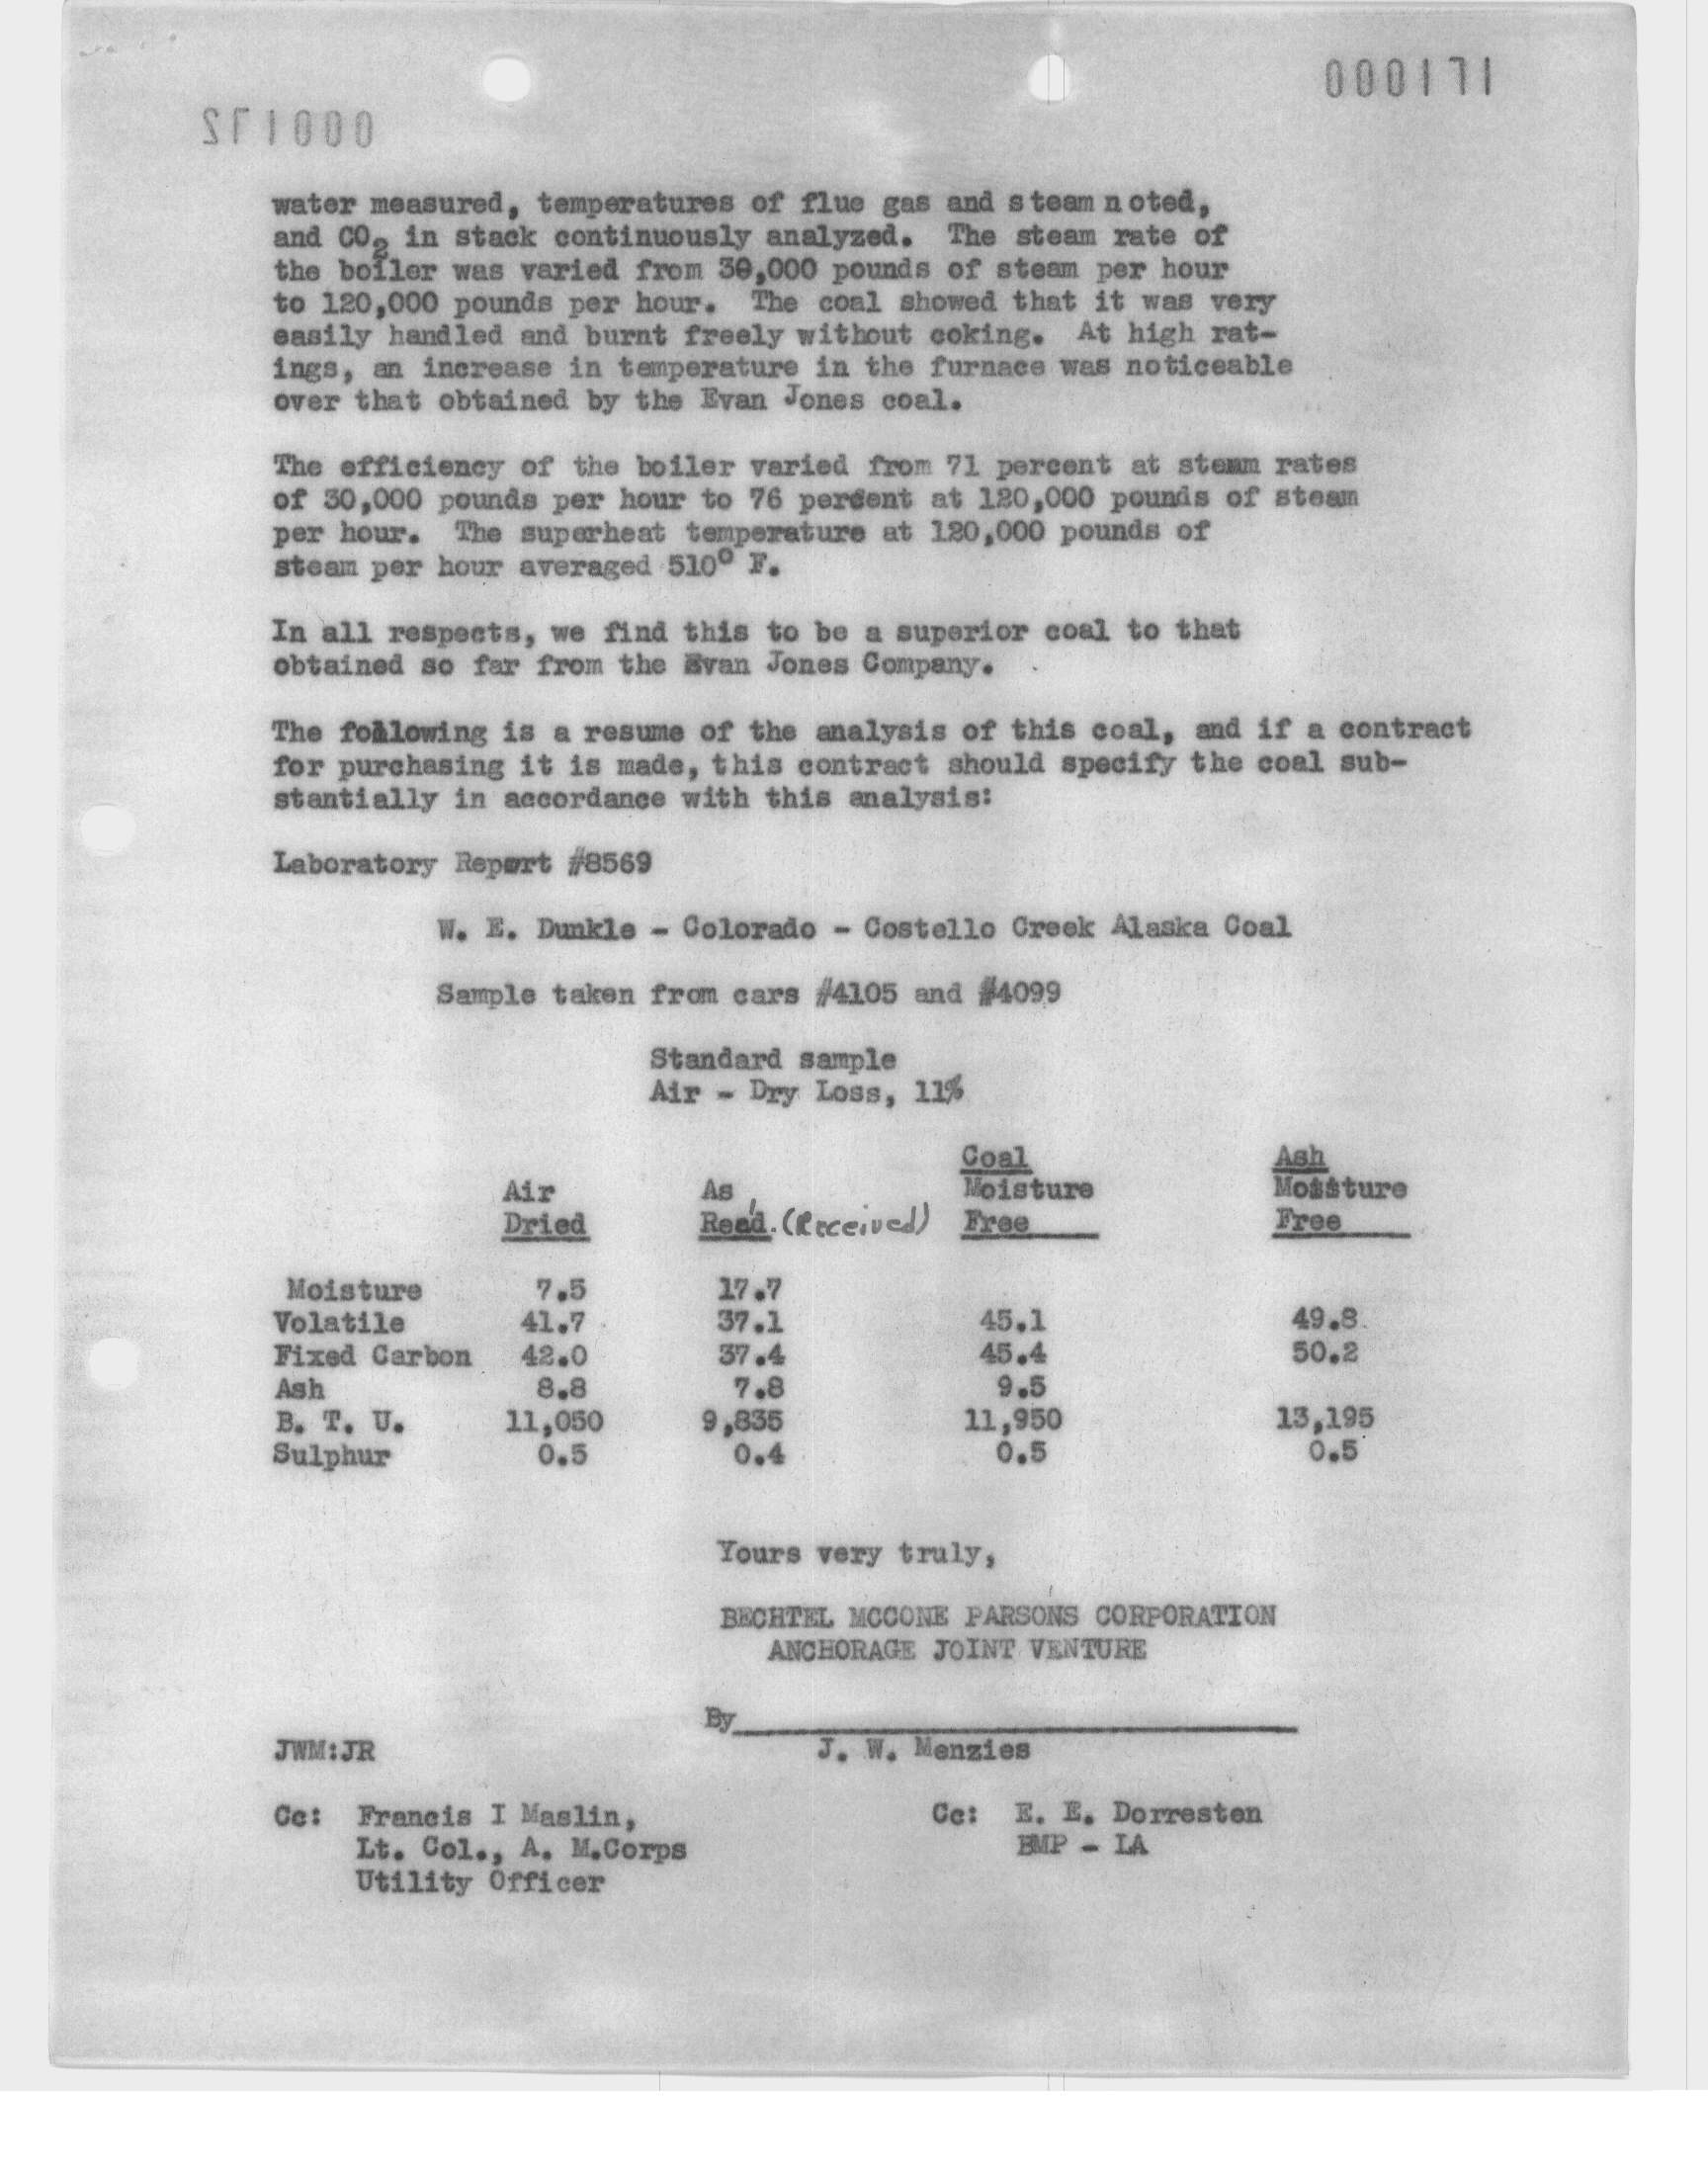 000171
000172
water measured, temperatures of flue gas and steam noted,
and CO2 in stack continuously analyzed. The steam rate of
the boiler was varied from 30,000 pounds of steam per hour
to 120,000 pounds per hour. The coal showed that it was very
easily handled and burnt freely without coking. At high rat-
ings, an increase in temperature in the furnace was noticeable
over that obtained by the Evan Jones coal.
The efficiency of the boiler varied from 71 percent at steam rates
of 30,000 pounds per hour to 76 percent at 120,000 pounds of steam
per hour. The superheat temperature at 120,000 pounds of
steam per hour averaged 510° F.
In all respects, we find this to be a superior coal to that
obtained so far from the Evan Jones Company.
The following is a resume of the analysis of this coal, and if a contract
for purchasing it is made, this contract should specify the coal sub-
stantially in accordance with this analysis:
Laboratory Report #8569
W. E. Dunkle - Colorado - Costello Creek Alaska Coal
Sample taken from cars #4105 and #4099
Standard sample
Air - Dry Loss, 11%
Coal Ash
Air As Moisture Moisture
Dried Rec'd. (Received) Free Free
Moisture 7.5 17.7
Volatile 41.7 37.1 45.1 49.8
Fixed Carbon 42.0 37.4 45.4 50.2
Ash 8.8 7.8 9.5
B. T. U. 11,050 9,835 11,950 13,195
Sulphur 0.5 0.4 0.5 0.5
Yours very truly,
BECHTEL MCCONE PARSONS CORPORATION
ANCHORAGE JOINT VENTURE
By
JWM:JR J. W. Menzies
Cc: Francis I Maslin, Cc: E. E. Dorresten
Lt. Col., A. M.Corps BMP - LA
Utility Officer